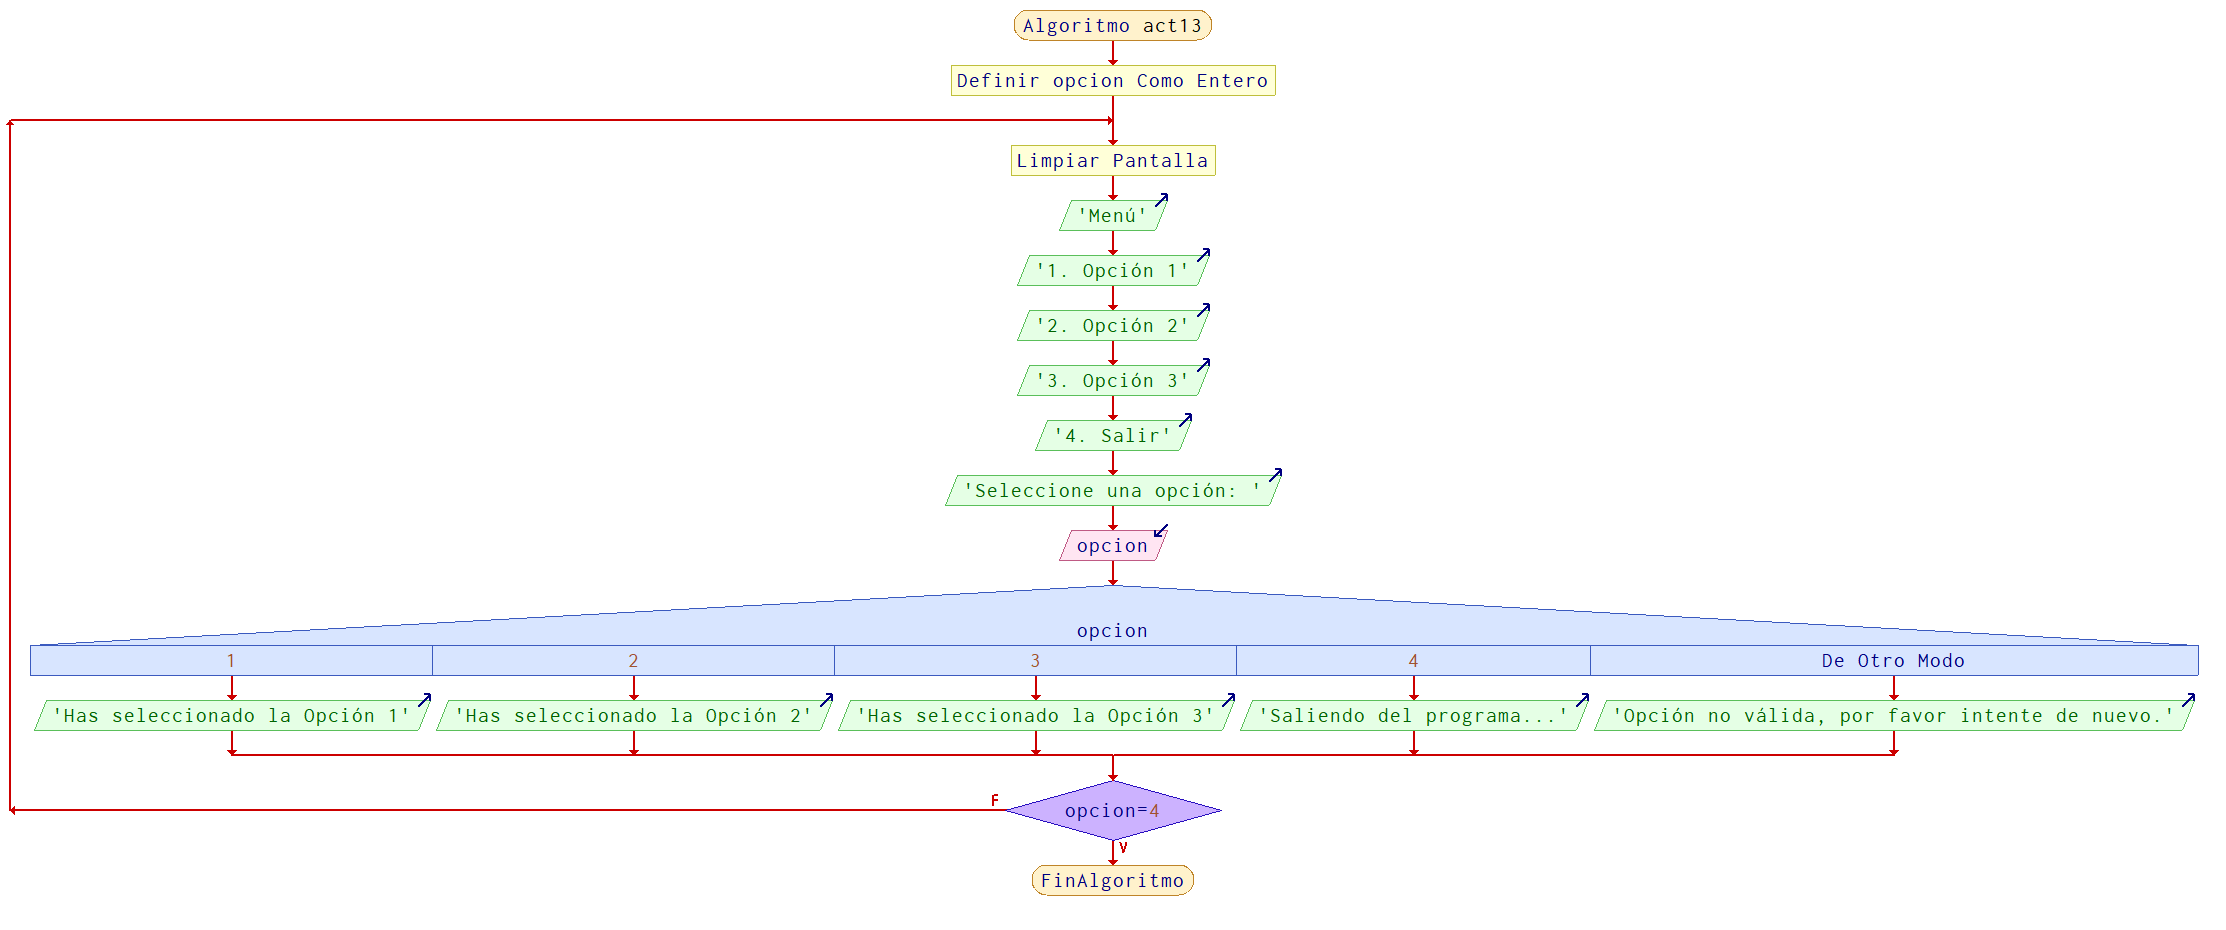 Algoritmo act13
Definir opcion Como Entero
Limpiar Pantalla
'Menú'
'1. Opción 1'
'2. Opción 2'
'3. Opción 3'
'4. Salir'
'Seleccione una opción: '
opcion
opcion
1 2 3 4 De Otro Modo
'Has seleccionado la Opción 1' 'Has seleccionado la Opción 2' 'Has seleccionado la Opción 3' 'Saliendo del programa...' 'Opción no válida, por favor intente de nuevo.'
F
opcion=4
V
FinAlgoritmo